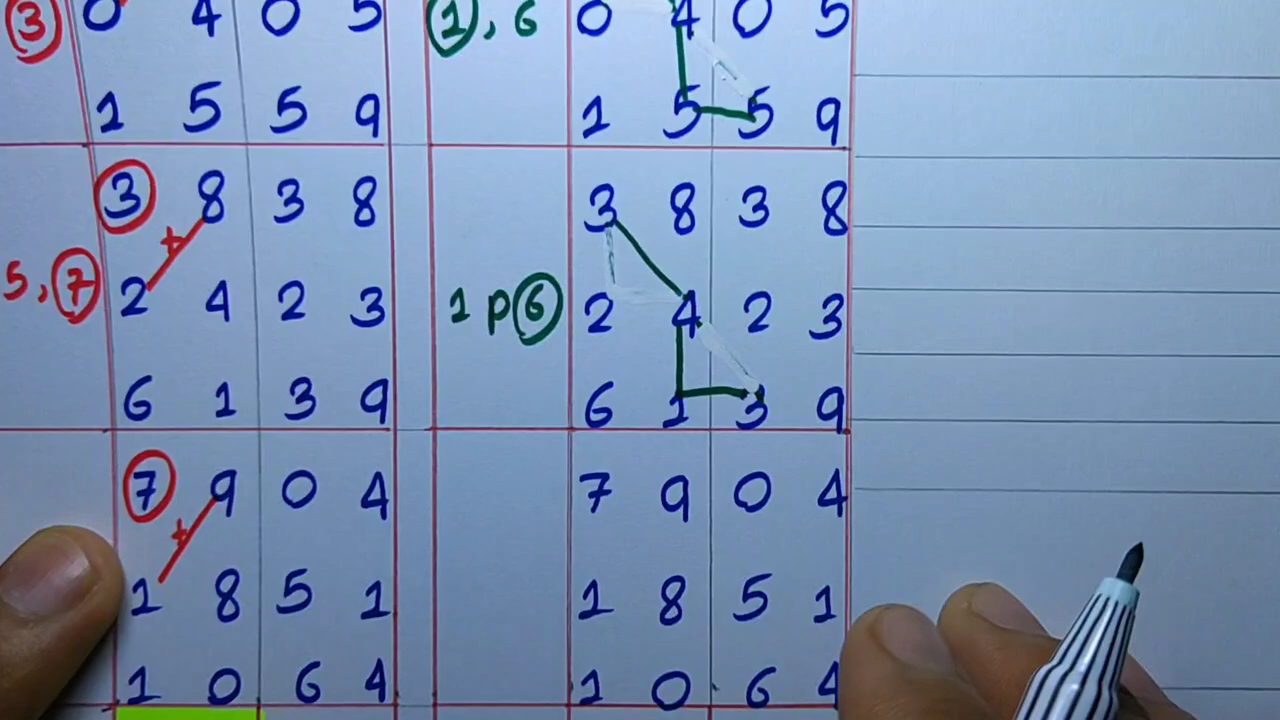 3 0 4 0 5 1, 6 0 4 0 5
1 5 5 9 1 5 5 9
3 8 3 8 3 8 3 8
5, 7 2 4 2 3 1 P 6 2 4 2 3
6 1 3 9 6 1 3 9
7 9 0 4 7 9 0 4
1 8 5 1 1 8 5 1
1 0 6 4 1 0 6 4